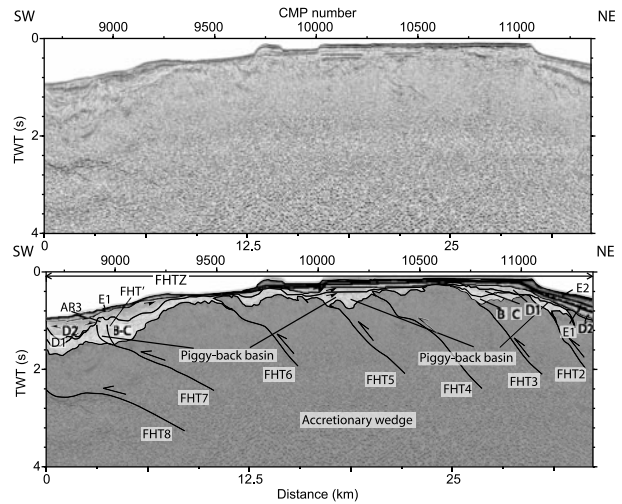 SW CMP number NE
9000 9500 10000 10500 11000
0
TWT (s)
2
4
0 12.5 25
SW NE
9000 9500 10000 10500 11000
0
FHTZ
AR3 E1 FHT' E2
D2 B-C B C D1 D2
D1 E1
Piggy-back basin Piggy-back basin
TWT (s)
2
FHT6 FHT5 FHT4 FHT3 FHT2
FHT7
Accretionary wedge
FHT8
4
0 12.5 25
Distance (km)